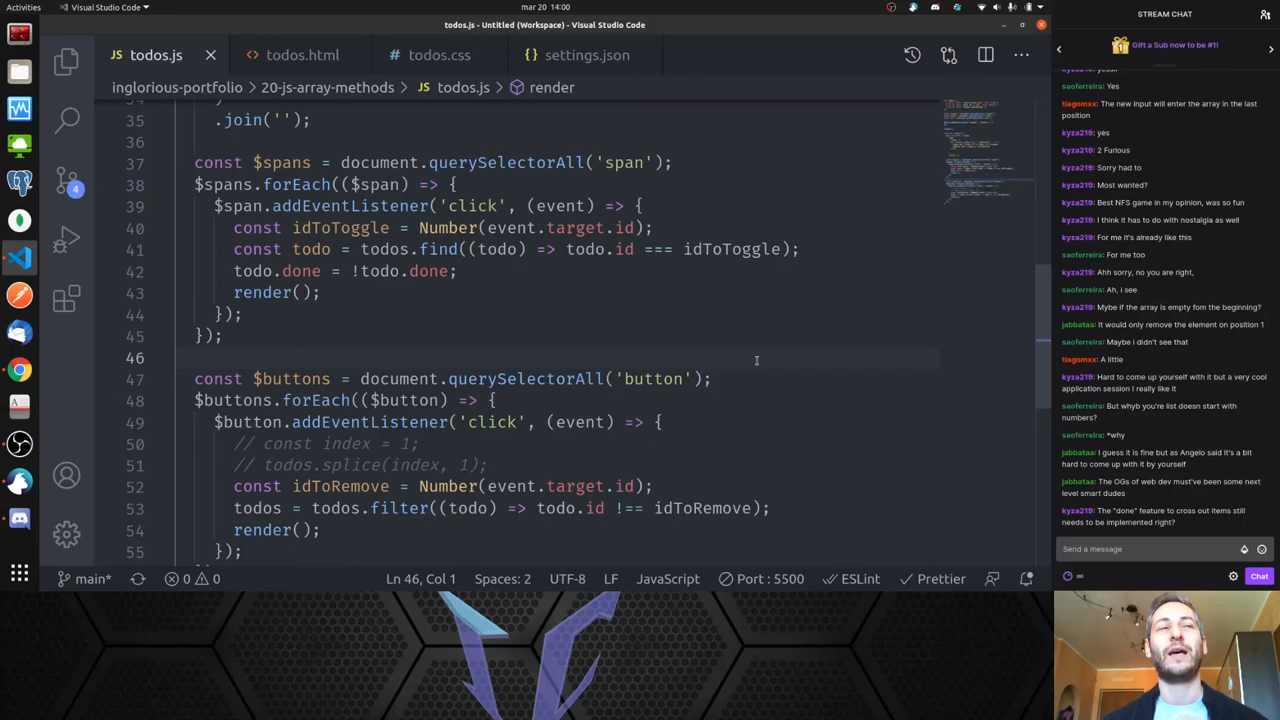 Activities
Visual Studio Code
mar 20 14:00
todos.js - Untitled (Workspace) - Visual Studio Code
JS todos.js
<> todos.html
# todos.css
{} settings.json
inglorious-portfolio > 20-js-array-methods > JS todos.js > render
34 )
35 .join('');
36
37 const $spans = document.querySelectorAll('span');
38 $spans.forEach(($span) => {
39 $span.addEventListener('click', (event) => {
40 const idToToggle = Number(event.target.id);
41 const todo = todos.find((todo) => todo.id === idToToggle);
42 todo.done = !todo.done;
43 render();
44 });
45 });
46
47 const $buttons = document.querySelectorAll('button');
48 $buttons.forEach(($button) => {
49 $button.addEventListener('click', (event) => {
50 // const index = 1;
51 // todos.splice(index, 1);
52 const idToRemove = Number(event.target.id);
53 todos = todos.filter((todo) => todo.id !== idToRemove);
54 render();
55 });
4
main*
0 0
Ln 46, Col 1
Spaces: 2
UTF-8
LF
JavaScript
Port : 5500
ESLint
Prettier
STREAM CHAT
1 Gift a Sub now to be #1!
saoferreira: Yes
tiagomxx: The new input will enter the array in the last
position
kyza219: yes
kyza219: 2 Furious
kyza219: Sorry had to
kyza219: Most wanted?
kyza219: Best NFS game in my opinion, was so fun
kyza219: I think it has to do with nostalgia as well
kyza219: For me it's already like this
saoferreira: For me too
kyza219: Ahh sorry, no you are right,
saoferreira: Ah, i see
kyza219: Mybe if the array is empty fom the beginning?
jabbataa: It would only remove the element on position 1
saoferreira: Maybe i didn't see that
tiagomxx: A little
kyza219: Hard to come up yourself with it but a very cool
application session I really like it
saoferreira: But whyb you're list doesn start with
numbers?
saoferreira: *why
jabbataa: I guess it is fine but as Angelo said it's a bit
hard to come up with it by yourself
jabbataa: The OGs of web dev must've been some next
level smart dudes
kyza219: The "done" feature to cross out items still
needs to be implemented right?
Send a message
Chat